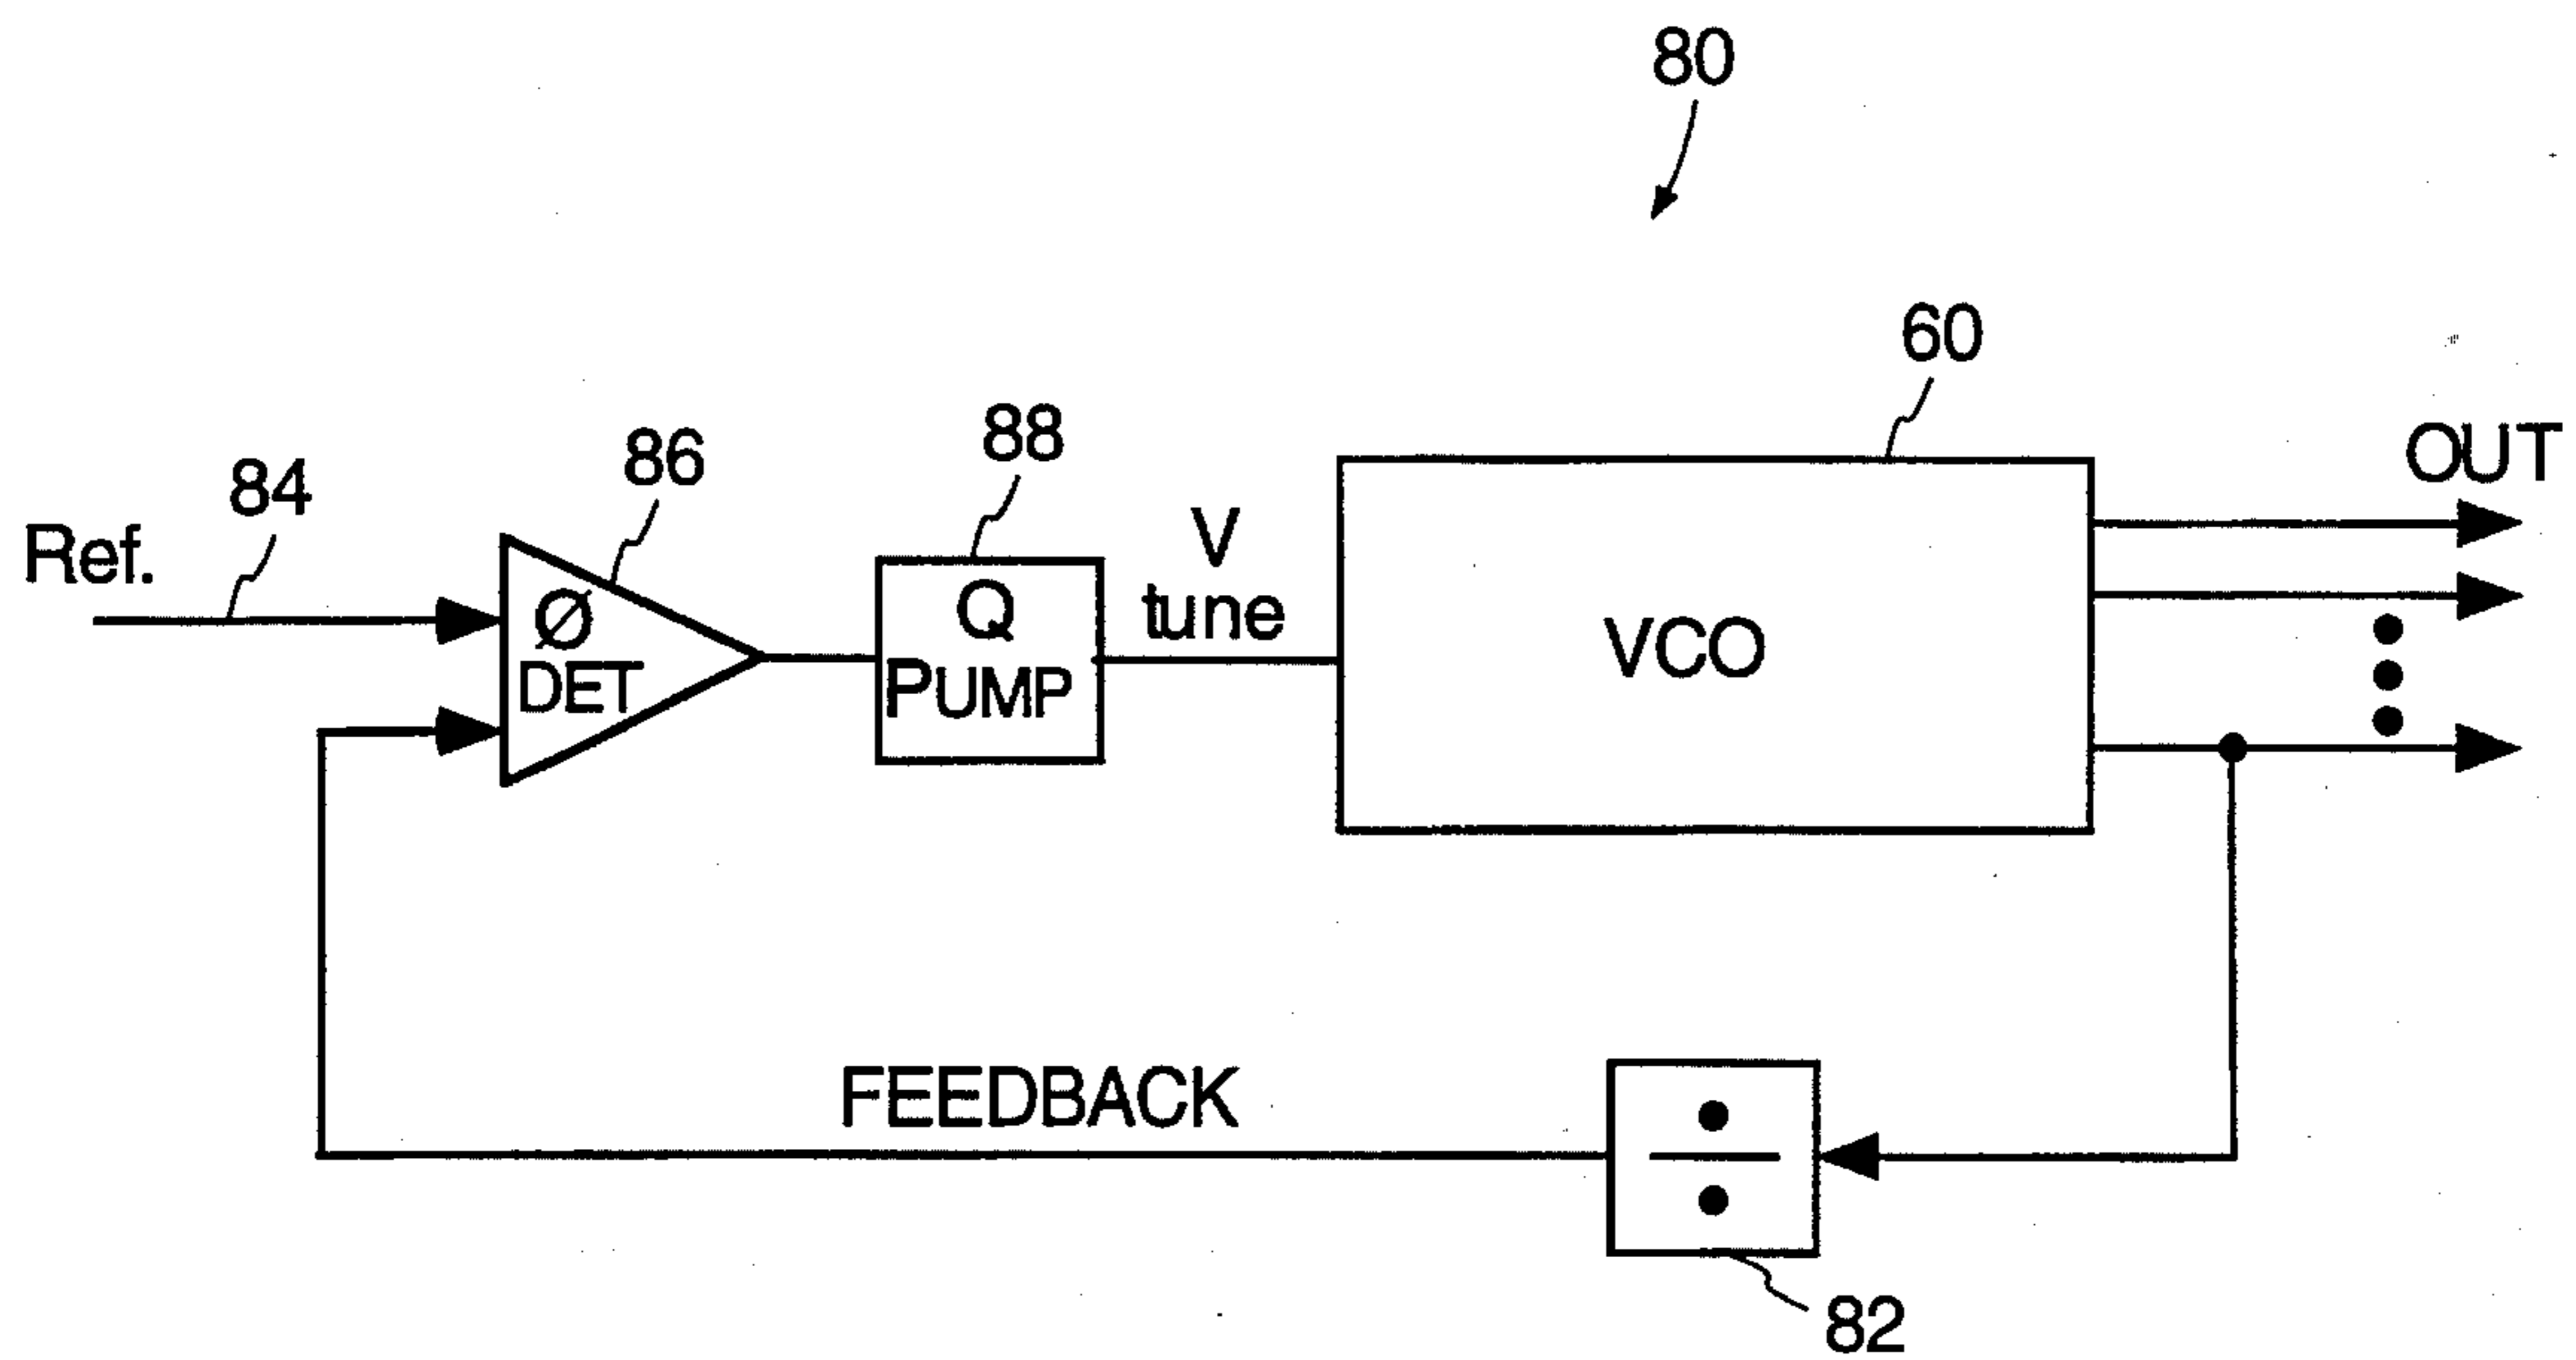 80
60
OUT
88
86
84
Ref.
V
tune
Ø
DET
Q
PUMP
VCO
FEEDBACK
82